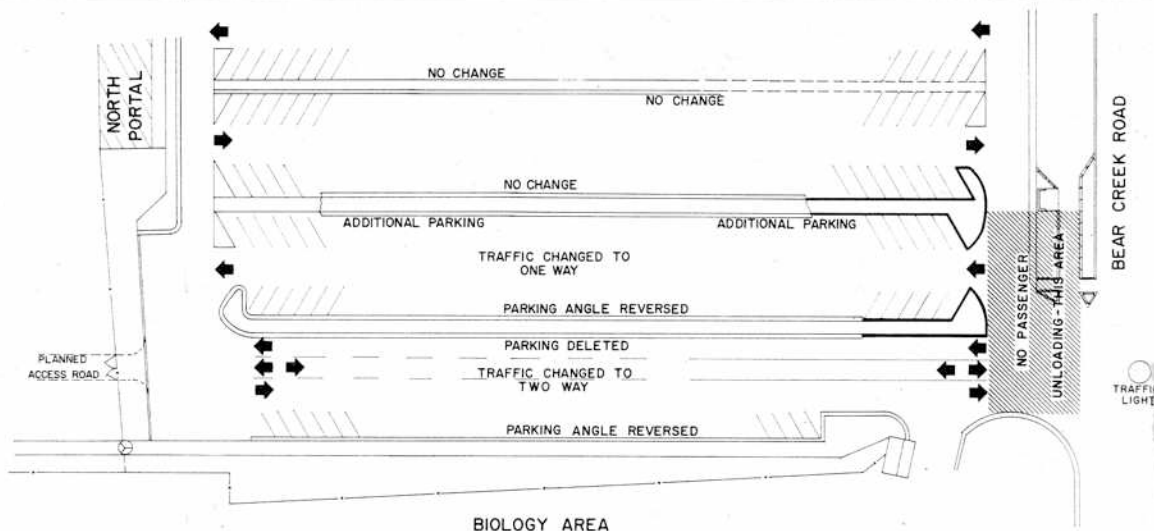 NORTH
PORTAL
NO CHANGE
NO CHANGE
NO CHANGE
ADDITIONAL PARKING
ADDITIONAL PARKING
TRAFFIC CHANGED TO
ONE WAY
PARKING ANGLE REVERSED
PARKING DELETED
TRAFFIC CHANGED TO
TWO WAY
PARKING ANGLE REVERSED
PLANNED
ACCESS ROAD
NO PASSENGER
UNLOADING-THIS AREA
BEAR CREEK ROAD
TRAFFIC
LIGHT
BIOLOGY AREA